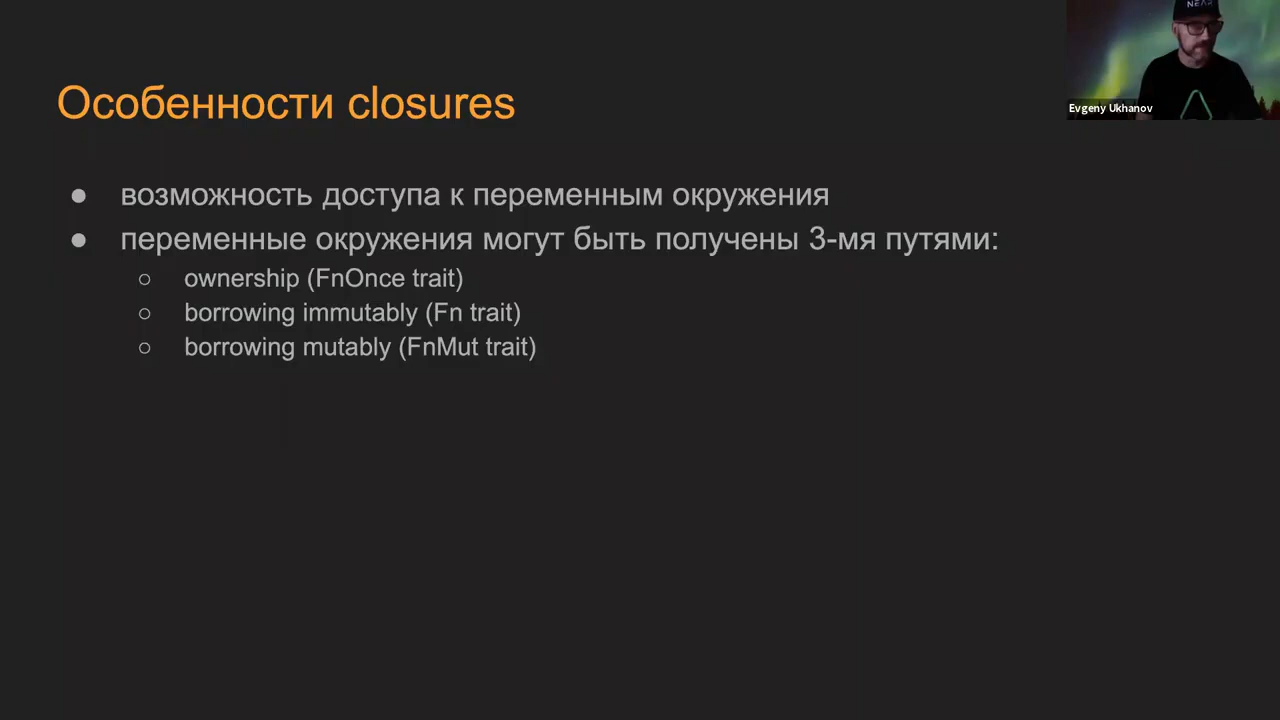 NEAR
Evgeny Ukhanov
Особенности closures
● возможность доступа к переменным окружения
● переменные окружения могут быть получены 3-мя путями:
○ ownership (FnOnce trait)
○ borrowing immutably (Fn trait)
○ borrowing mutably (FnMut trait)